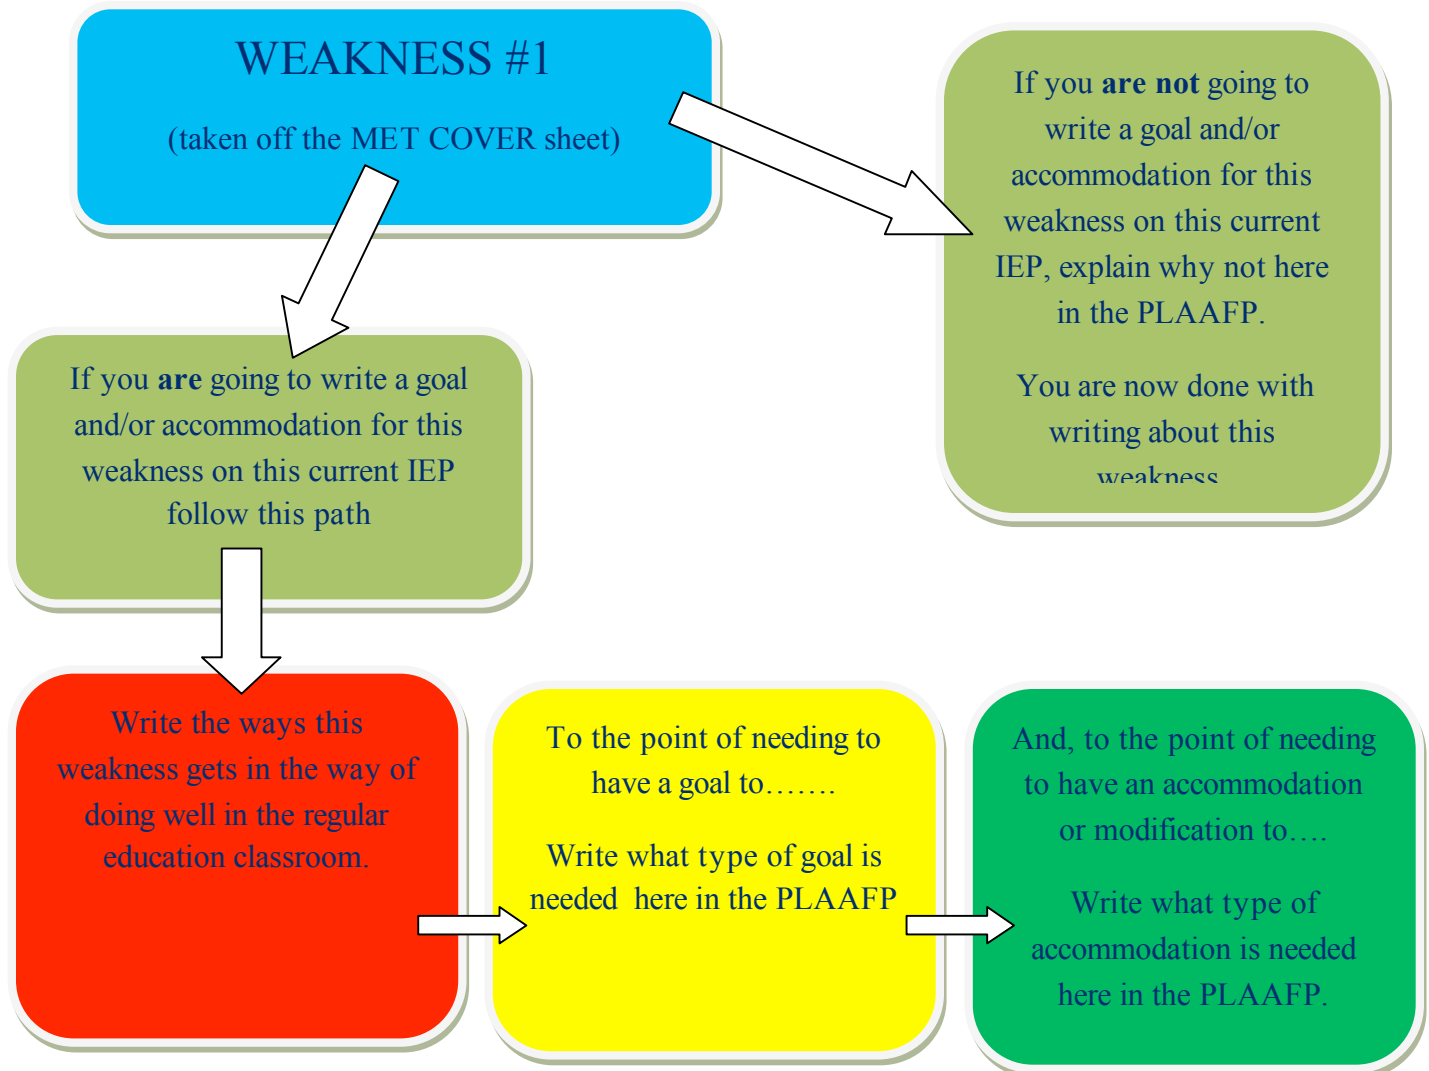 WEAKNESS #1
(taken off the MET COVER sheet)
If you are not going to
write a goal and/or
accommodation for this
weakness on this current
IEP, explain why not here
in the PLAAFP.
You are now done with
writing about this
weakness
If you are going to write a goal
and/or accommodation for this
weakness on this current IEP
follow this path
Write the ways this
weakness gets in the way of
doing well in the regular
education classroom.
To the point of needing to
have a goal to…….
Write what type of goal is
needed  here in the PLAAFP
And, to the point of needing
to have an accommodation
or modification to….
Write what type of
accommodation is needed
here in the PLAAFP.